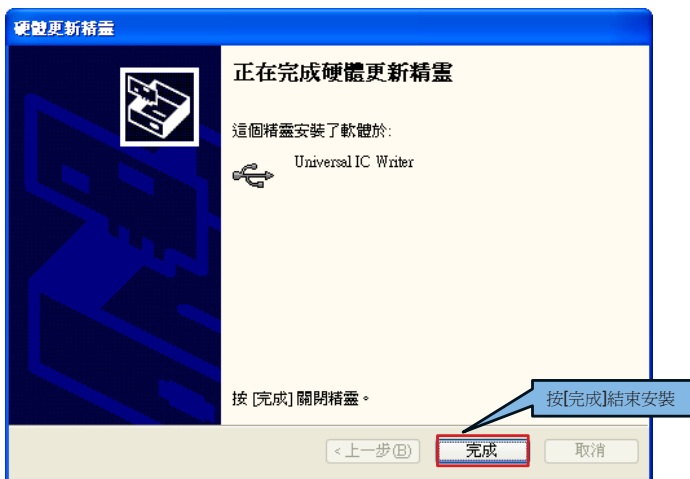 硬體更新精靈
正在完成硬體更新精靈
這個精靈安裝了軟體於:
Universal IC Writer
按 [完成] 關閉精靈。
按[完成]結束安裝
<上一步(B)
完成
取消